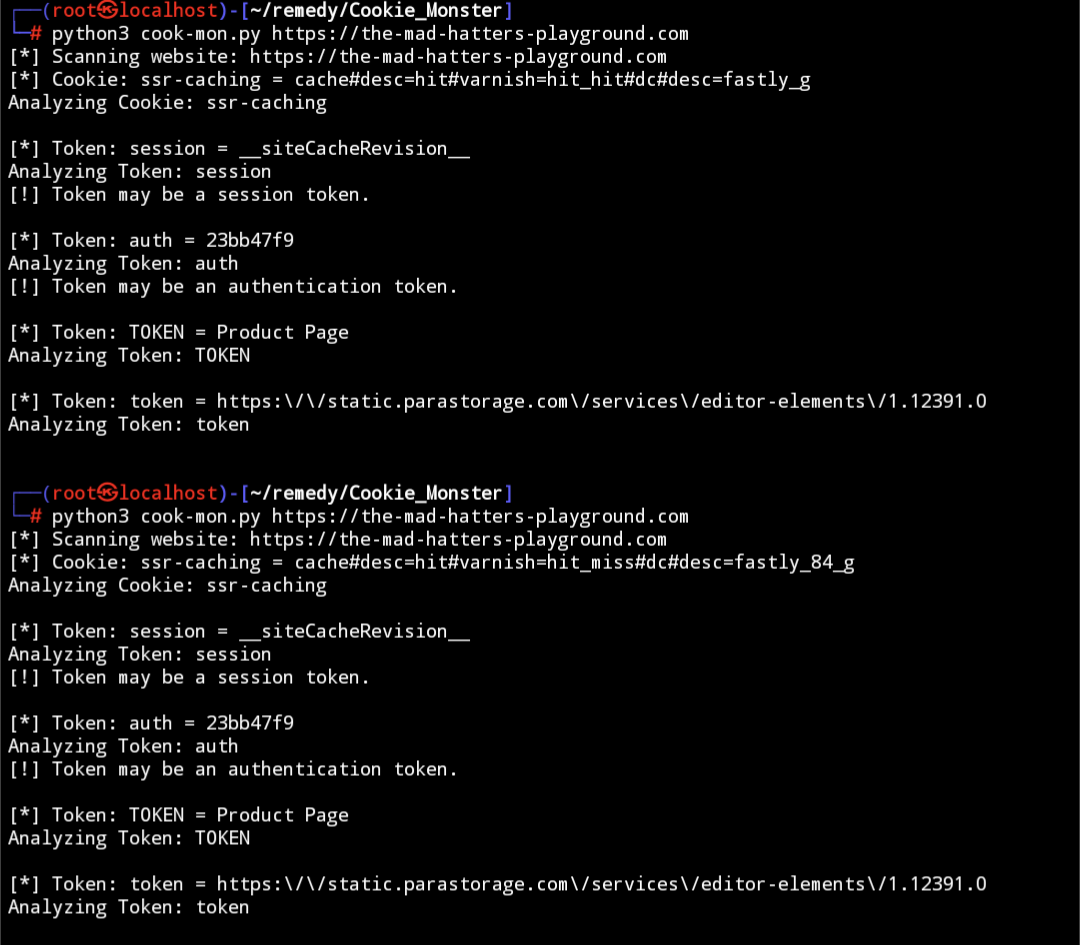 ┌──(root㉿localhost)-[~/remedy/Cookie_Monster]
└─# python3 cook-mon.py https://the-mad-hatters-playground.com
[*] Scanning website: https://the-mad-hatters-playground.com
[*] Cookie: ssr-caching = cache#desc=hit#varnish=hit_hit#dc#desc=fastly_g
Analyzing Cookie: ssr-caching
[*] Token: session = __siteCacheRevision__
Analyzing Token: session
[!] Token may be a session token.
[*] Token: auth = 23bb47f9
Analyzing Token: auth
[!] Token may be an authentication token.
[*] Token: TOKEN = Product Page
Analyzing Token: TOKEN
[*] Token: token = https:\/\/static.parastorage.com\/services\/editor-elements\/1.12391.0
Analyzing Token: token
┌──(root㉿localhost)-[~/remedy/Cookie_Monster]
└─# python3 cook-mon.py https://the-mad-hatters-playground.com
[*] Scanning website: https://the-mad-hatters-playground.com
[*] Cookie: ssr-caching = cache#desc=hit#varnish=hit_miss#dc#desc=fastly_84_g
Analyzing Cookie: ssr-caching
[*] Token: session = __siteCacheRevision__
Analyzing Token: session
[!] Token may be a session token.
[*] Token: auth = 23bb47f9
Analyzing Token: auth
[!] Token may be an authentication token.
[*] Token: TOKEN = Product Page
Analyzing Token: TOKEN
[*] Token: token = https:\/\/static.parastorage.com\/services\/editor-elements\/1.12391.0
Analyzing Token: token